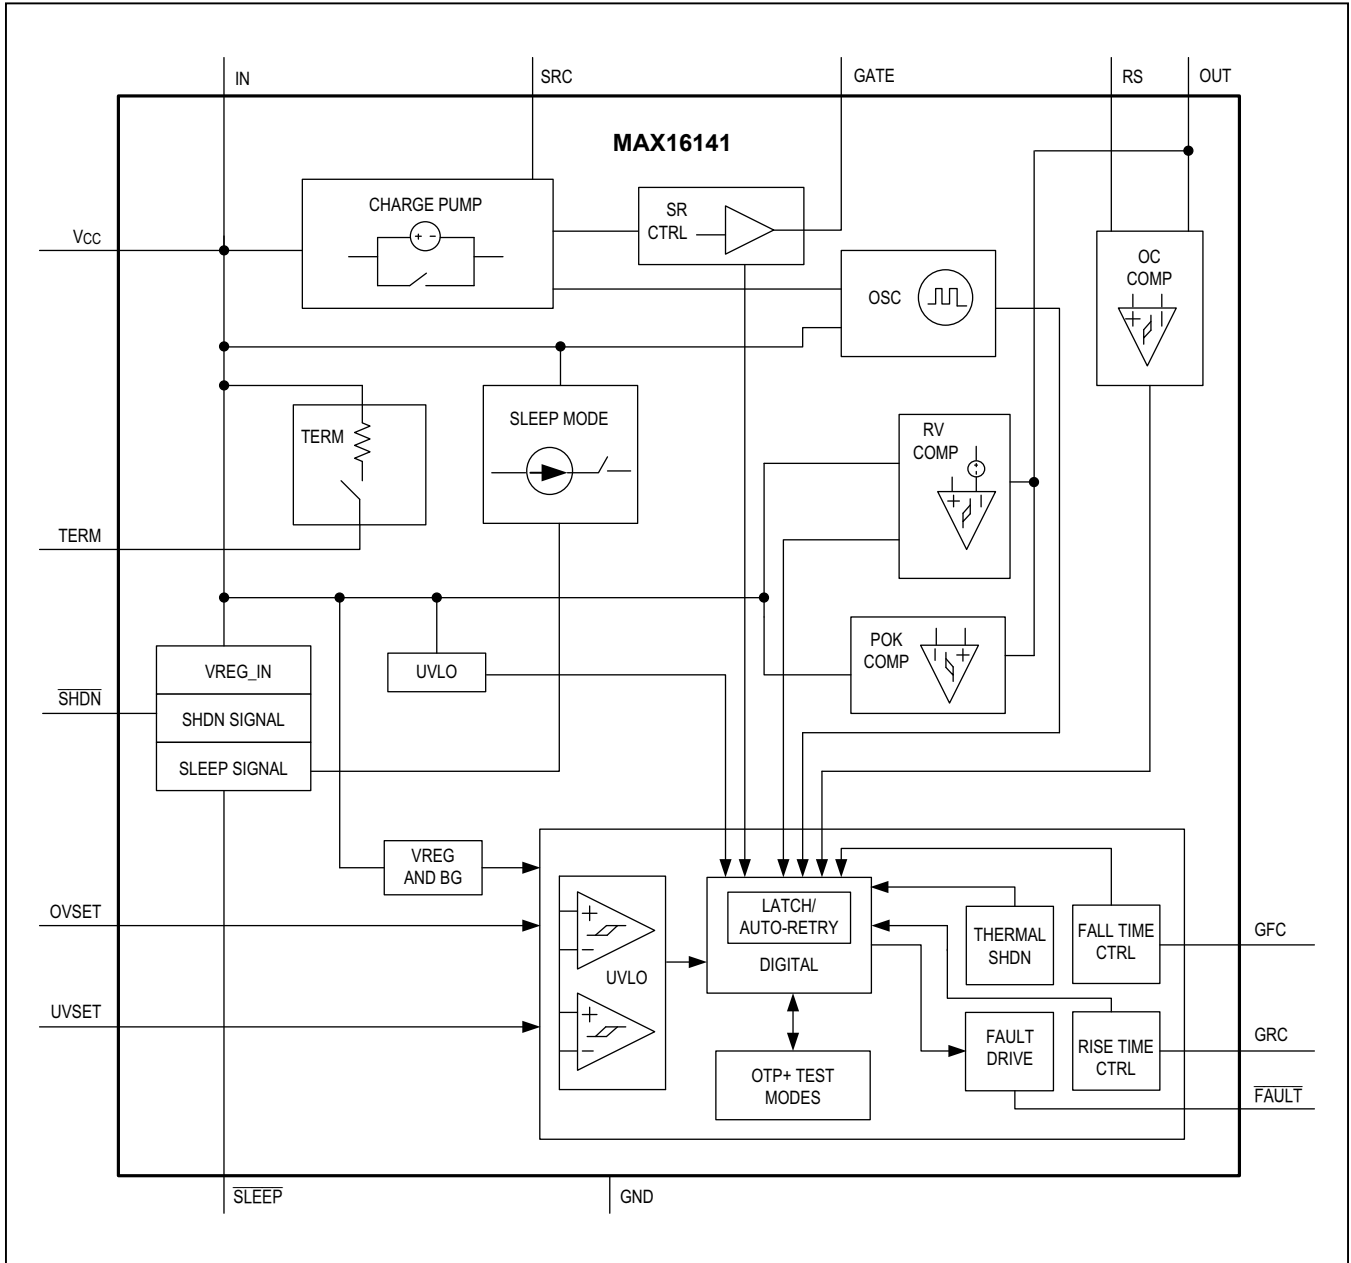 IN
SRC
GATE
RS
OUT
MAX16141
CHARGE PUMP
+ -
SR
CTRL
VCC
OSC
OC
COMP
+ -
TERM
SLEEP MODE
RV
COMP
+ -
TERM
VREG_IN
UVLO
POK
COMP
- +
SHDN
SHDN SIGNAL
SLEEP SIGNAL
VREG
AND BG
OVSET
+
-
UVLO
LATCH/
AUTO-RETRY
DIGITAL
THERMAL
SHDN
FALL TIME
CTRL
GFC
UVSET
+
-
OTP+ TEST
MODES
FAULT
DRIVE
RISE TIME
CTRL
GRC
FAULT
SLEEP
GND